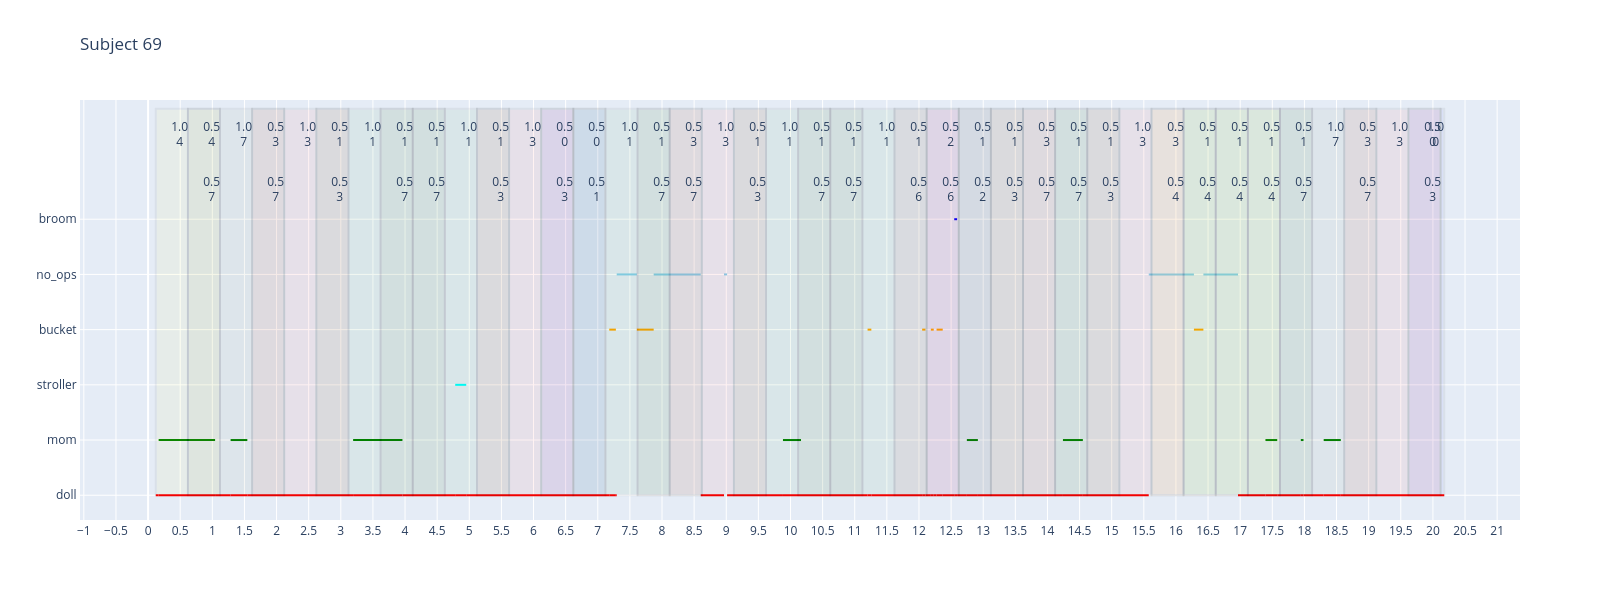 Subject 69
1.0 0.5 1.0 0.5 1.0 0.5 1.0 0.5 0.5 1.0 0.5 1.0 0.5 0.5 1.0 0.5 0.5 1.0 0.5 1.0 0.5 0.5 1.0 0.5 0.5 0.5 0.5 0.5 0.5 0.5 1.0 0.5 0.5 0.5 0.5 0.5 1.0 0.5 1.0
4 4 7 3 3 1 1 1 1 1 1 3 0 0 1 1 3 3 1 1 1 1 1 1 2 1 1 3 1 1 3 3 1 1 1 1 7 3 3
0.5 0.5 0.5 0.5 0.5 0.5 0.5 0.5 0.5 0.5 0.5 0.5 0.5 0.5 0.5 0.5 0.5 0.5 0.5 0.5 0.5 0.5 0.5 0.5 0.5 0.5 0.5
7 7 3 7 7 3 3 1 7 7 3 7 7 6 6 2 3 7 7 3 4 4 4 4 7 7 3
broom
no_ops
bucket
stroller
mom
doll
−1 −0.5 0 0.5 1 1.5 2 2.5 3 3.5 4 4.5 5 5.5 6 6.5 7 7.5 8 8.5 9 9.5 10 10.5 11 11.5 12 12.5 13 13.5 14 14.5 15 15.5 16 16.5 17 17.5 18 18.5 19 19.5 20 20.5 21